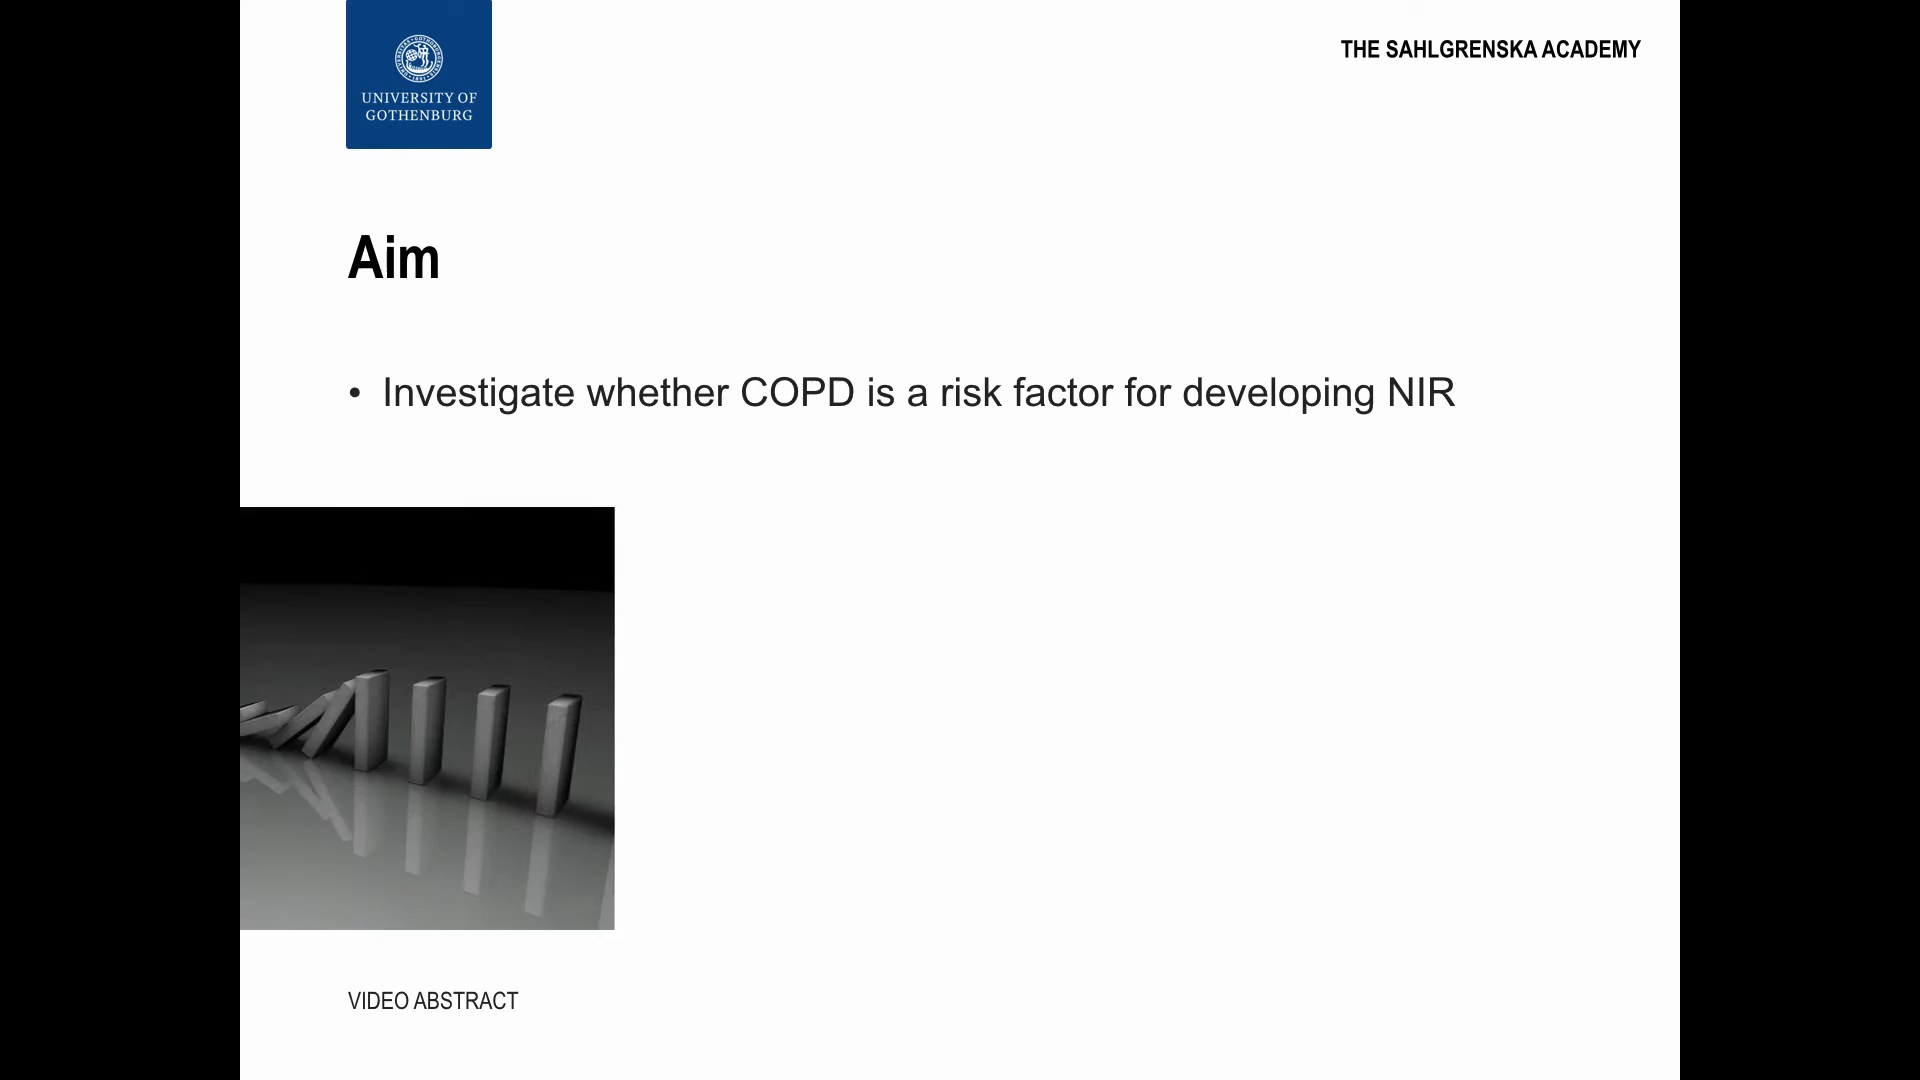 UNIVERSITY OF
GOTHENBURG
THE SAHLGRENSKA ACADEMY
Aim
• Investigate whether COPD is a risk factor for developing NIR
VIDEO ABSTRACT